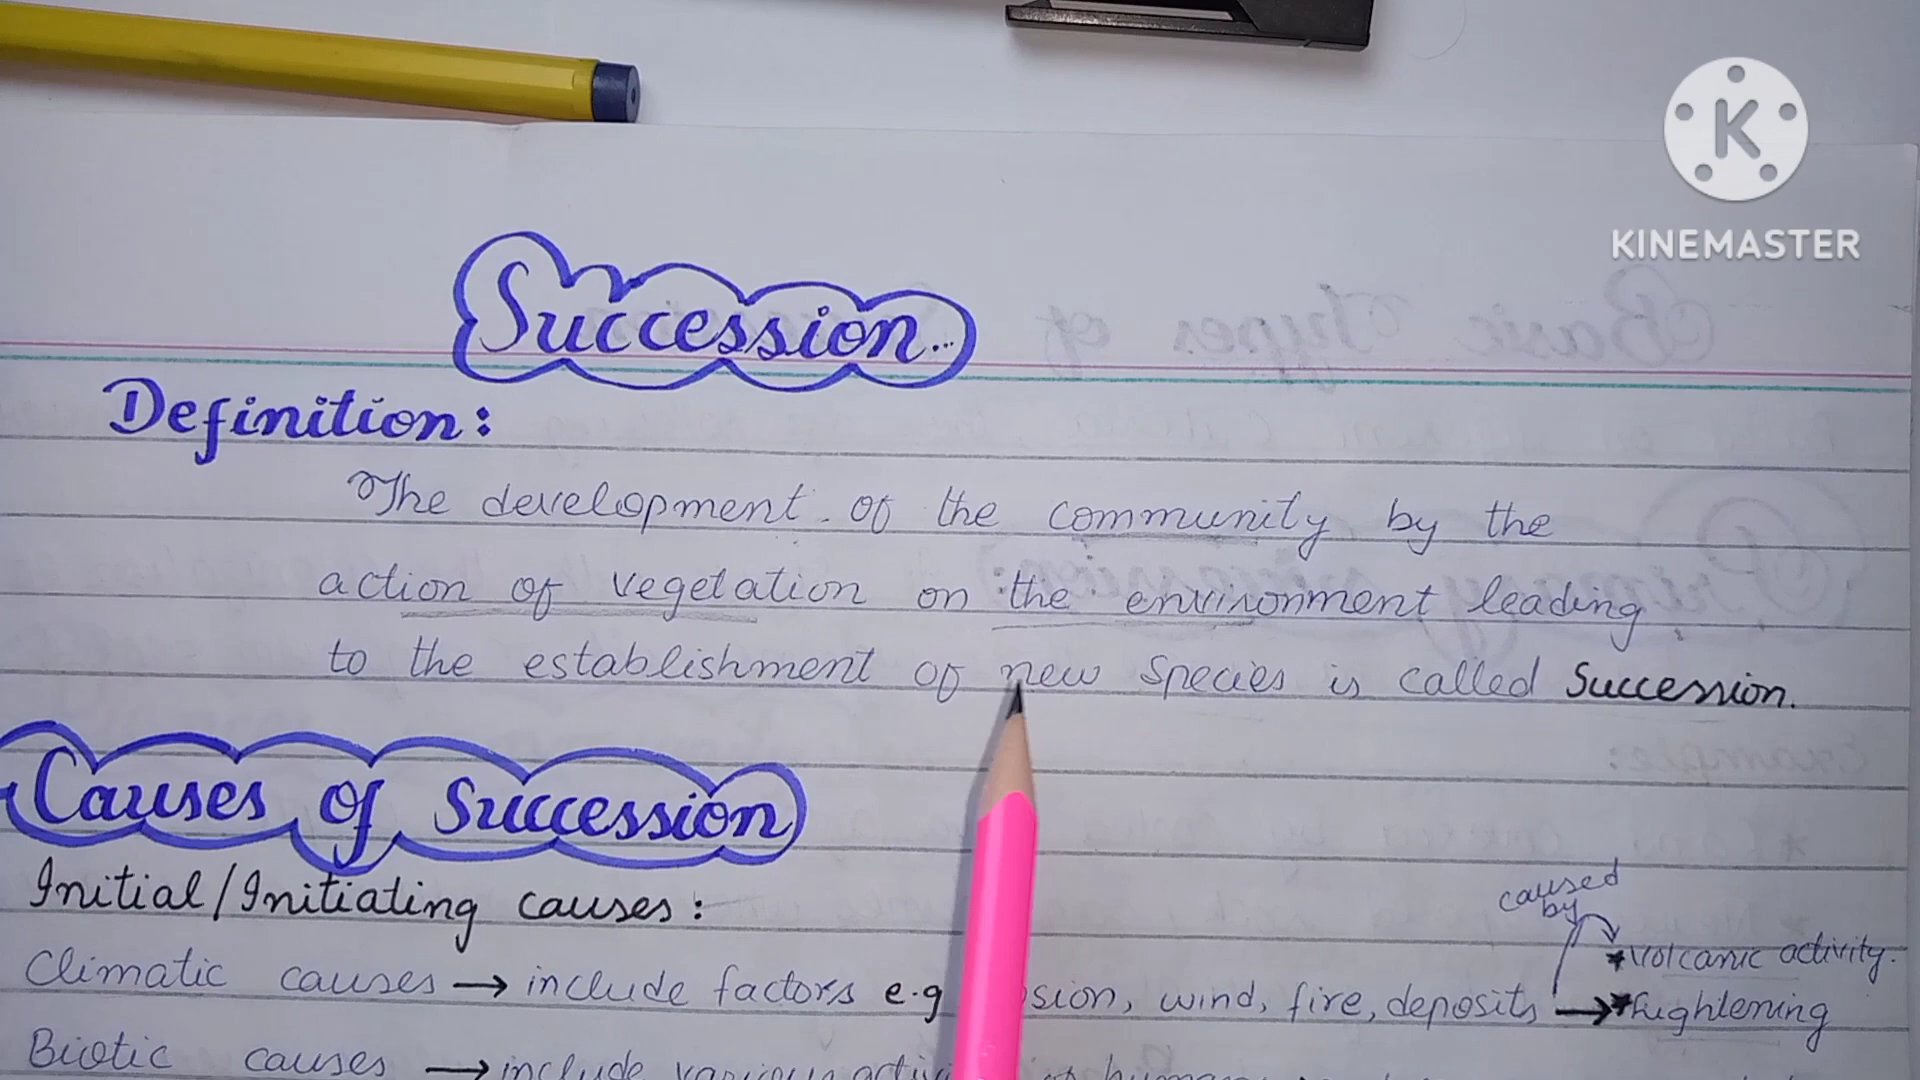 KINEMASTER
Succession...
Definition:
The development of the community by the
action of vegetation on the environment leading
to the establishment of new species is called Succession.
Causes of Succession
Initial/Initiating causes:
caused
by
*Volcanic activity.
Climatic causes → include factors e.g sion, wind, fire, deposits →
Biotic causes → include various